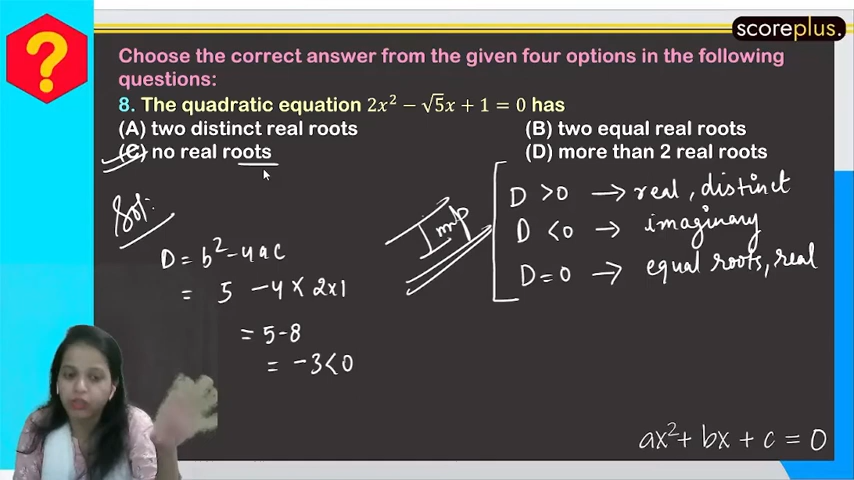 scoreplus.
Choose the correct answer from the given four options in the following
questions:
8. The quadratic equation 2x² − √5x + 1 = 0 has
(A) two distinct real roots
(B) two equal real roots
(C) no real roots
(D) more than 2 real roots
Sol:
D = b² - 4ac
= 5 - 4 × 2×1
= 5-8
= -3<0
Imp
D >0 → real, distinct
D <0 → imaginary
D = 0 → equal roots, real
ax² + bx + c = 0